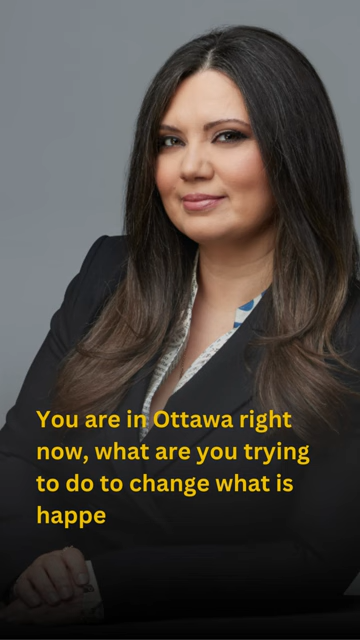 You are in Ottawa right
now, what are you trying
to do to change what is
happe